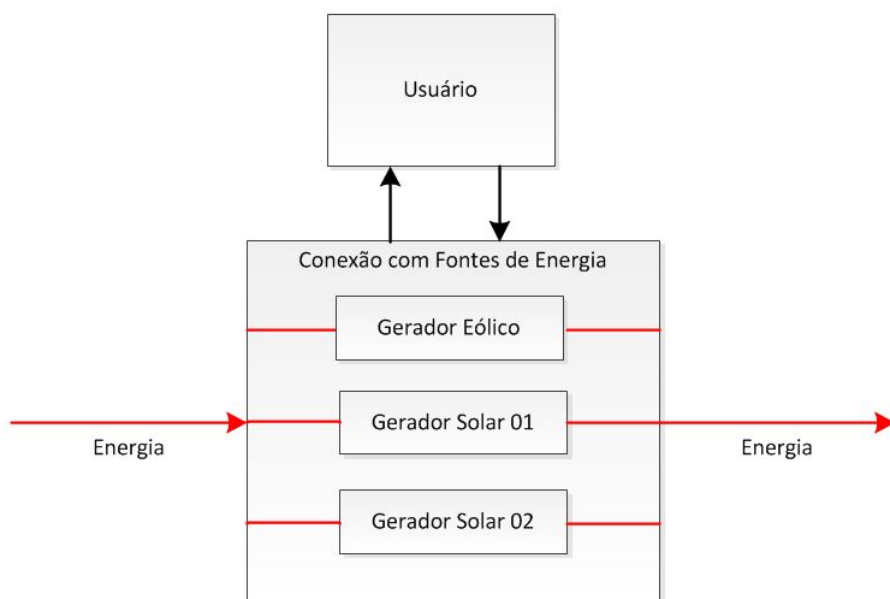 Usuário
Conexão com Fontes de Energia
Gerador Eólico
Gerador Solar 01
Energia
Energia
Gerador Solar 02